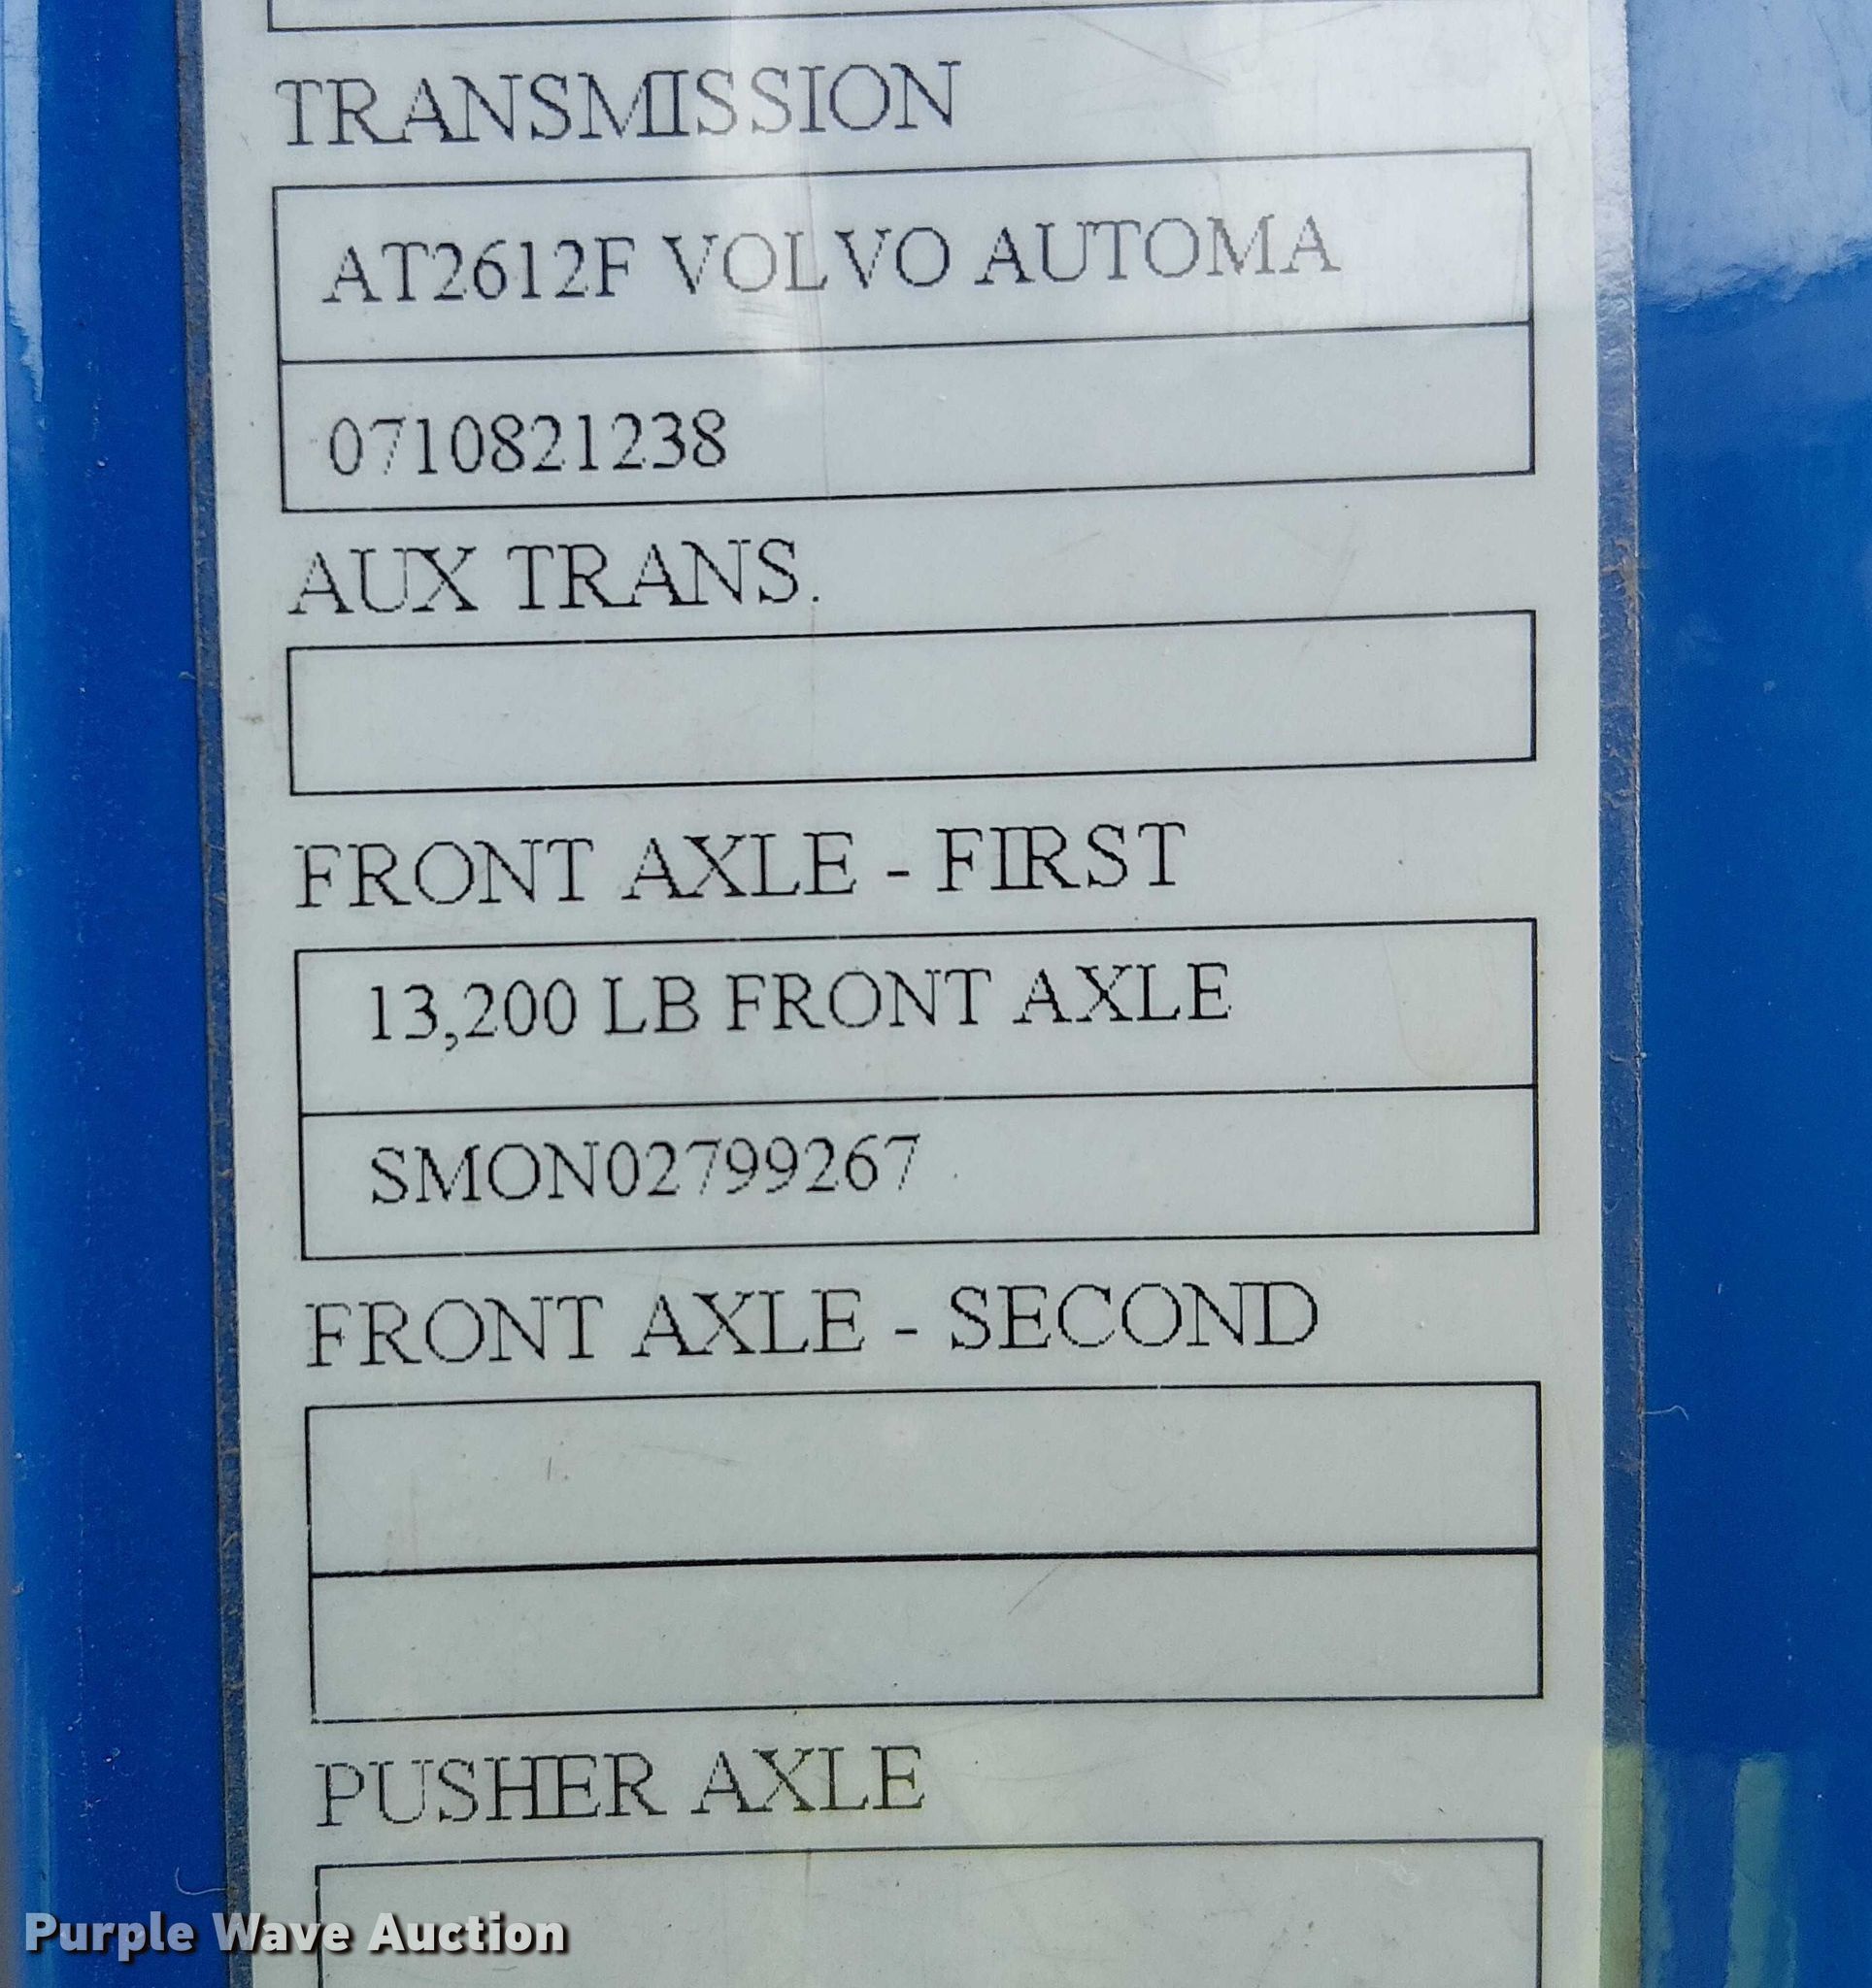 TRANSMISSION
AT2612F VOLVO AUTOMA
0710821238
AUX TRANS.
FRONT AXLE - FIRST
13,200 LB FRONT AXLE
SMON02799267
FRONT AXLE - SECOND
PUSHER AXLE
Purple Wave Auction